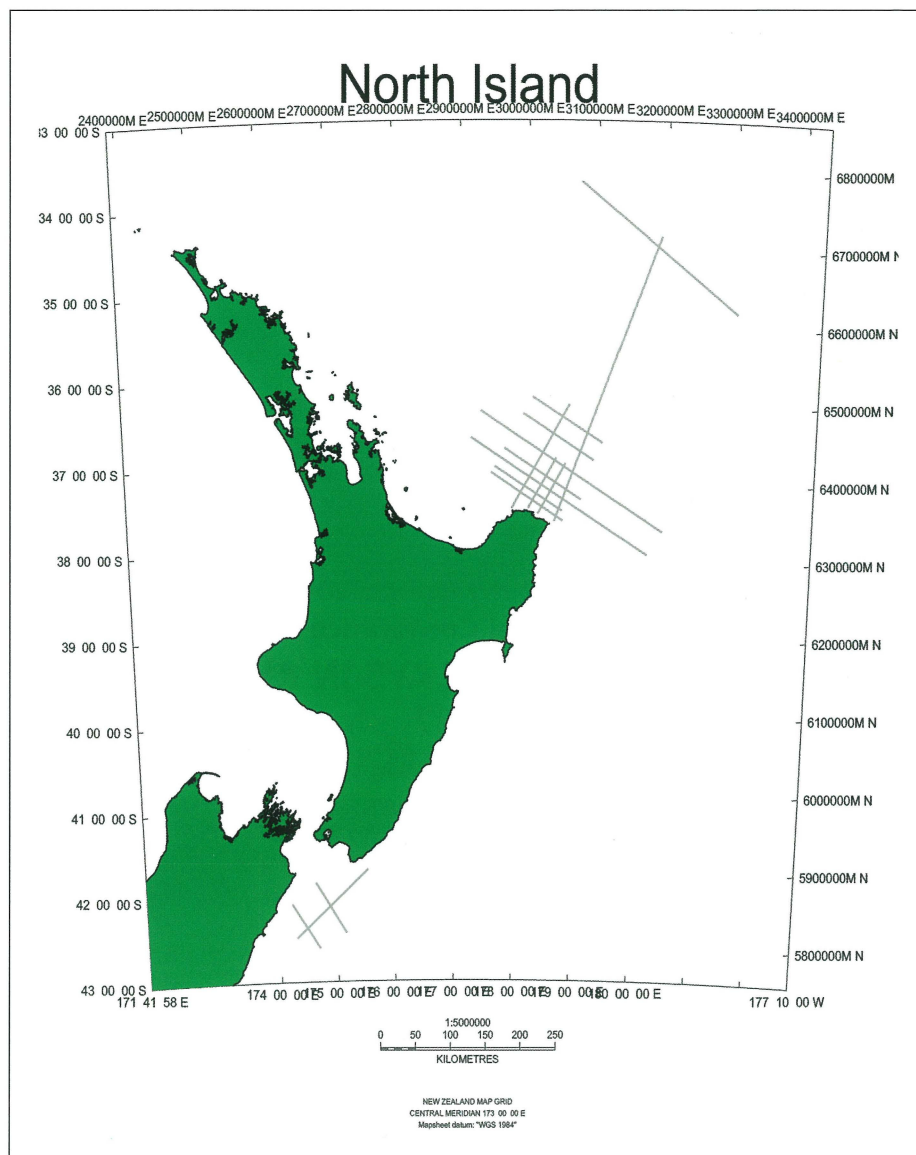 North Island
2400000M E 2500000M E 2600000M E 2700000M E 2800000M E 2900000M E 3000000M E 3100000M E 3200000M E 3300000M E 3400000M E
3 00 00 S
6800000M
34 00 00 S
6700000M N
35 00 00 S
6600000M N
36 00 00 S
6500000M N
37 00 00 S
6400000M N
38 00 00 S
6300000M N
39 00 00 S
6200000M N
40 00 00 S
6100000M N
6000000M N
41 00 00 S
5900000M N
42 00 00 S
5800000M N
43 00 00 S
171 41 58 E
174 00 00 180 00 00 E
177 10 00 W
1:5000000
0 50 100 150 200 250
KILOMETRES
NEW ZEALAND MAP GRID
CENTRAL MERIDIAN 173 00 00 E
Mapsheet datum: "WGS 1984"